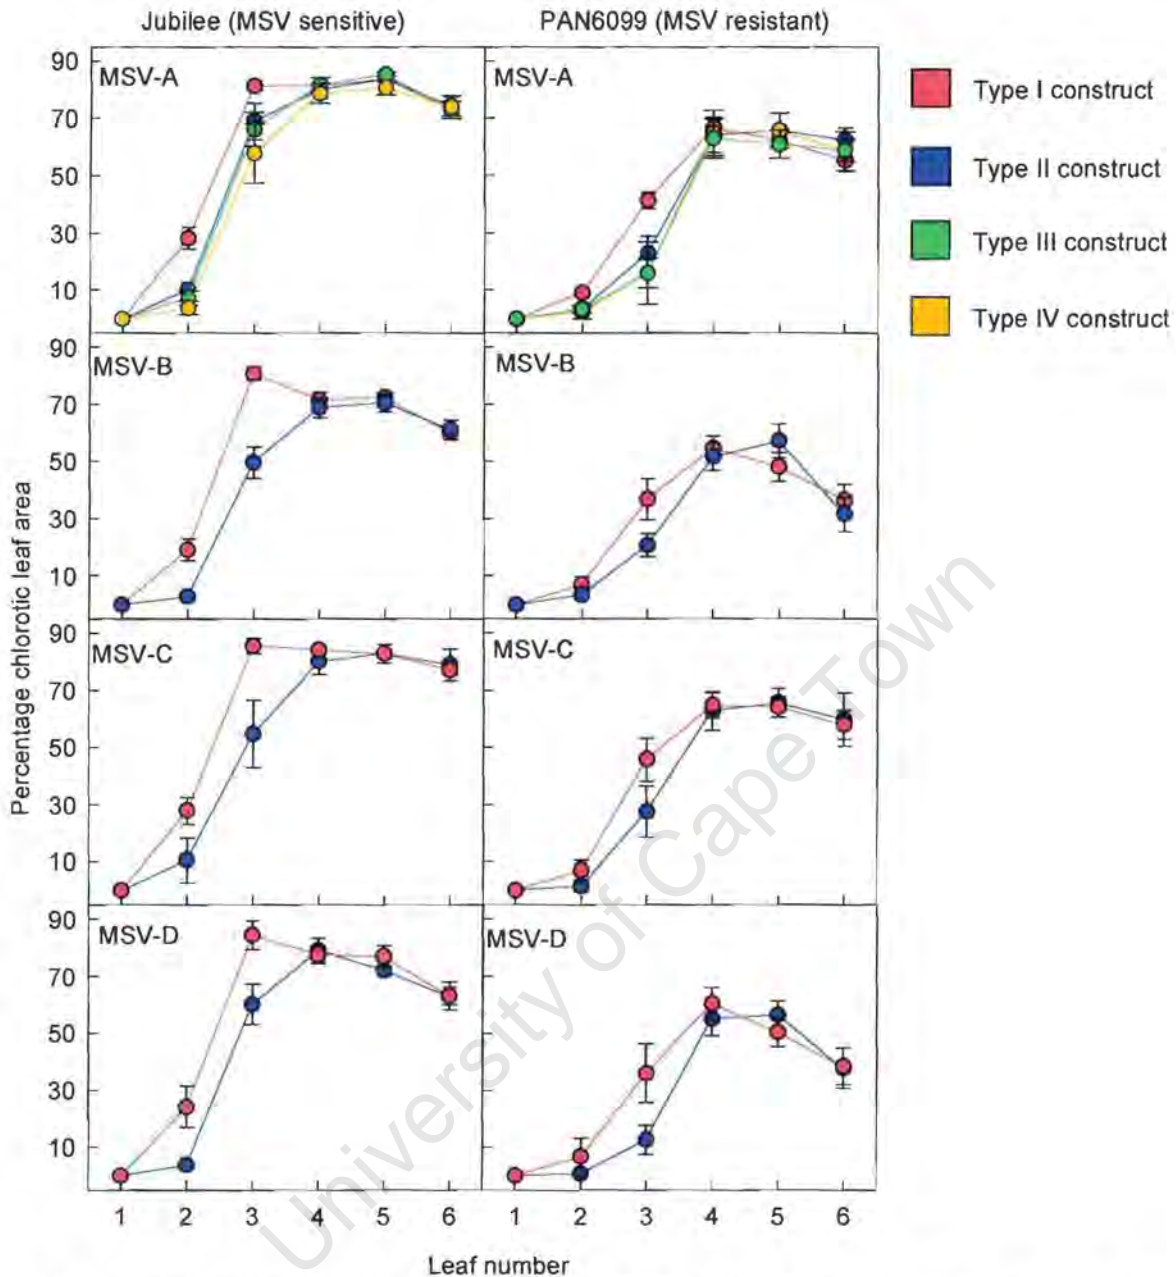 Jubilee (MSV sensitive)
PAN6099 (MSV resistant)
MSV-A
MSV-A
90
70
50
30
10
Type I construct
Type II construct
Type III construct
Type IV construct
MSV-B
MSV-B
90
70
50
30
10
MSV-C
MSV-C
90
70
50
30
10
MSV-D
MSV-D
90
70
50
30
10
Percentage chlorotic leaf area
1 2 3 4 5 6
1 2 3 4 5 6
Leaf number
University of Cape Town